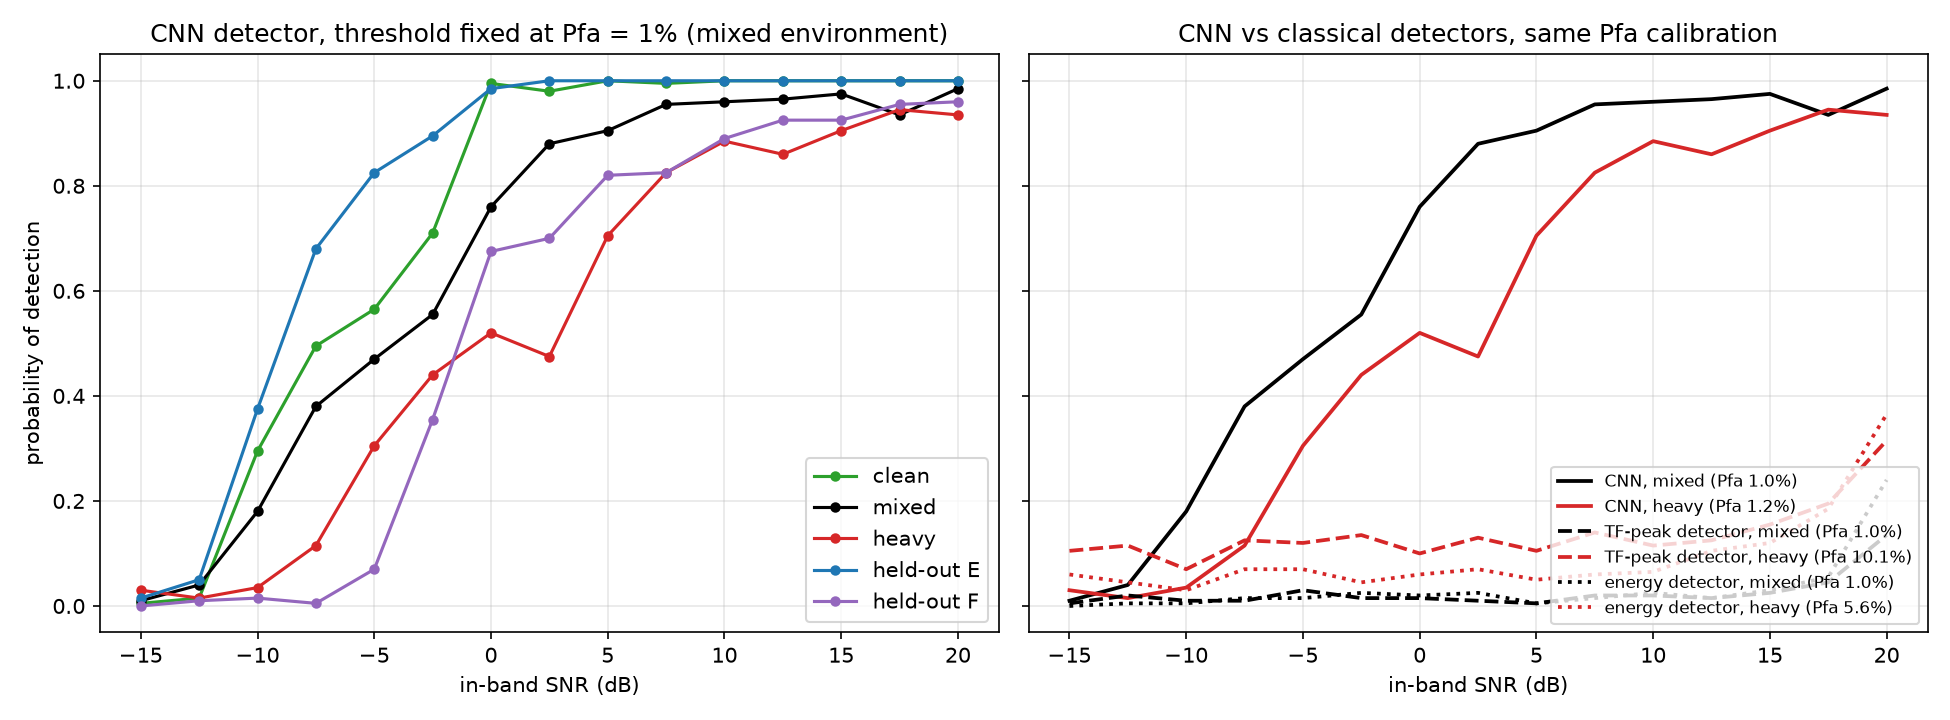 CNN detector, threshold fixed at Pfa = 1% (mixed environment)
probability of detection
1.0
0.8
0.6
0.4
0.2
0.0
−15
−10
−5
0
5
10
15
20
in-band SNR (dB)
clean
mixed
heavy
held-out E
held-out F
CNN vs classical detectors, same Pfa calibration
−15
−10
−5
0
5
10
15
20
in-band SNR (dB)
CNN, mixed (Pfa 1.0%)
CNN, heavy (Pfa 1.2%)
TF-peak detector, mixed (Pfa 1.0%)
TF-peak detector, heavy (Pfa 10.1%)
energy detector, mixed (Pfa 1.0%)
energy detector, heavy (Pfa 5.6%)